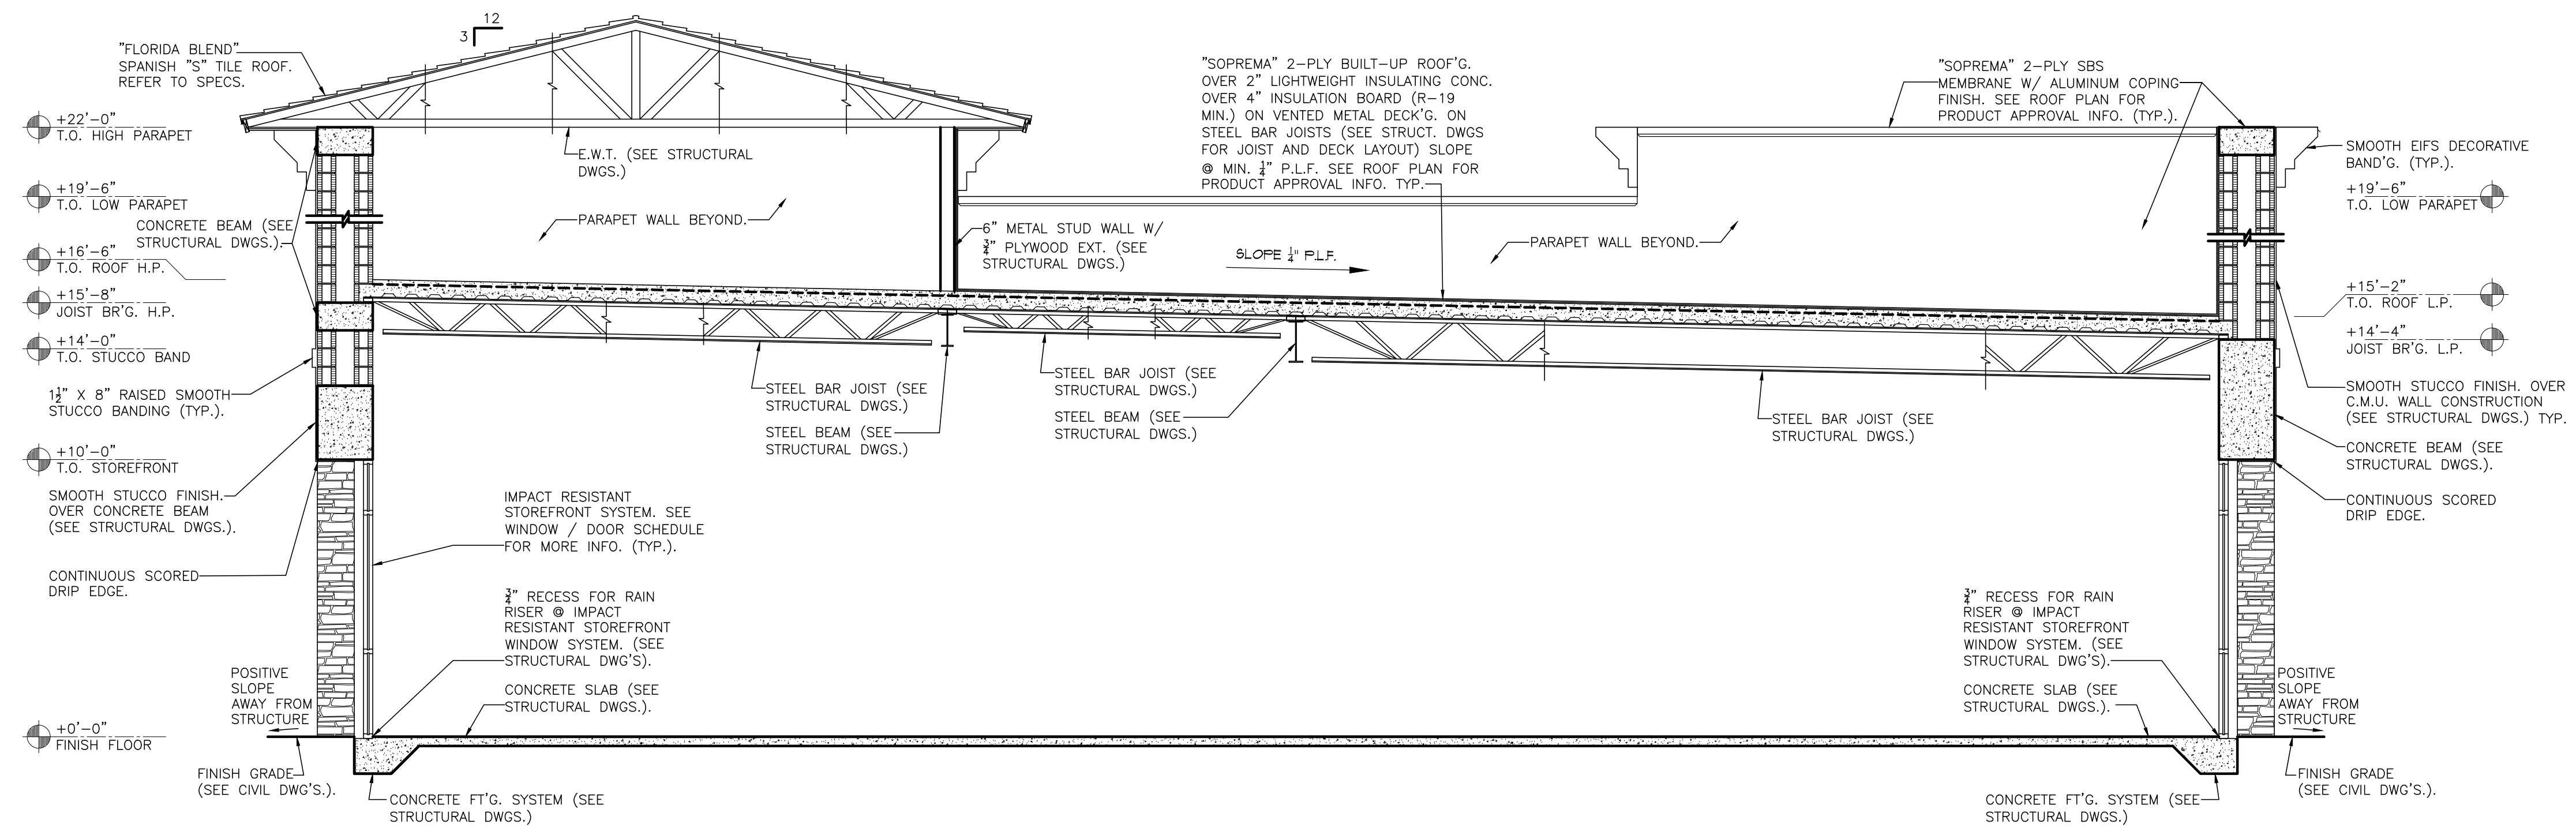 12
3
"FLORIDA BLEND"
SPANISH "S" TILE ROOF.
REFER TO SPECS.
+22'-0"
T.O. HIGH PARAPET
+19'-6"
T.O. LOW PARAPET
CONCRETE BEAM (SEE
STRUCTURAL DWGS.).
+16'-6"
T.O. ROOF H.P.
+15'-8"
JOIST BR'G. H.P.
+14'-0"
T.O. STUCCO BAND
1½" X 8" RAISED SMOOTH
STUCCO BANDING (TYP.).
+10'-0"
T.O. STOREFRONT
SMOOTH STUCCO FINISH.
OVER CONCRETE BEAM
(SEE STRUCTURAL DWGS.).
CONTINUOUS SCORED
DRIP EDGE.
POSITIVE
SLOPE
AWAY FROM
STRUCTURE
+0'-0"
FINISH FLOOR
FINISH GRADE
(SEE CIVIL DWG'S.).
CONCRETE FT'G. SYSTEM (SEE
STRUCTURAL DWGS.)
E.W.T. (SEE STRUCTURAL
DWGS.)
PARAPET WALL BEYOND.
6" METAL STUD WALL W/
¾" PLYWOOD EXT. (SEE
STRUCTURAL DWGS.)
STEEL BAR JOIST (SEE
STRUCTURAL DWGS.)
STEEL BEAM (SEE
STRUCTURAL DWGS.)
IMPACT RESISTANT
STOREFRONT SYSTEM. SEE
WINDOW / DOOR SCHEDULE
FOR MORE INFO. (TYP.).
¾" RECESS FOR RAIN
RISER @ IMPACT
RESISTANT STOREFRONT
WINDOW SYSTEM. (SEE
STRUCTURAL DWG'S).
CONCRETE SLAB (SEE
STRUCTURAL DWGS.).
"SOPREMA" 2-PLY BUILT-UP ROOF'G.
OVER 2" LIGHTWEIGHT INSULATING CONC.
OVER 4" INSULATION BOARD (R-19
MIN.) ON VENTED METAL DECK'G. ON
STEEL BAR JOISTS (SEE STRUCT. DWGS
FOR JOIST AND DECK LAYOUT) SLOPE
@ MIN. ¼" P.L.F. SEE ROOF PLAN FOR
PRODUCT APPROVAL INFO. TYP.
SLOPE ¼" P.L.F.
STEEL BAR JOIST (SEE
STRUCTURAL DWGS.)
STEEL BEAM (SEE
STRUCTURAL DWGS.)
PARAPET WALL BEYOND.
STEEL BAR JOIST (SEE
STRUCTURAL DWGS.)
"SOPREMA" 2-PLY SBS
MEMBRANE W/ ALUMINUM COPING
FINISH. SEE ROOF PLAN FOR
PRODUCT APPROVAL INFO. (TYP.).
SMOOTH EIFS DECORATIVE
BAND'G. (TYP.).
+19'-6"
T.O. LOW PARAPET
+15'-2"
T.O. ROOF L.P.
+14'-4"
JOIST BR'G. L.P.
SMOOTH STUCCO FINISH. OVER
C.M.U. WALL CONSTRUCTION
(SEE STRUCTURAL DWGS.) TYP.
CONCRETE BEAM (SEE
STRUCTURAL DWGS.).
CONTINUOUS SCORED
DRIP EDGE.
¾" RECESS FOR RAIN
RISER @ IMPACT
RESISTANT STOREFRONT
WINDOW SYSTEM. (SEE
STRUCTURAL DWG'S).
CONCRETE SLAB (SEE
STRUCTURAL DWGS.).
POSITIVE
SLOPE
AWAY FROM
STRUCTURE
FINISH GRADE
(SEE CIVIL DWG'S.).
CONCRETE FT'G. SYSTEM (SEE
STRUCTURAL DWGS.)